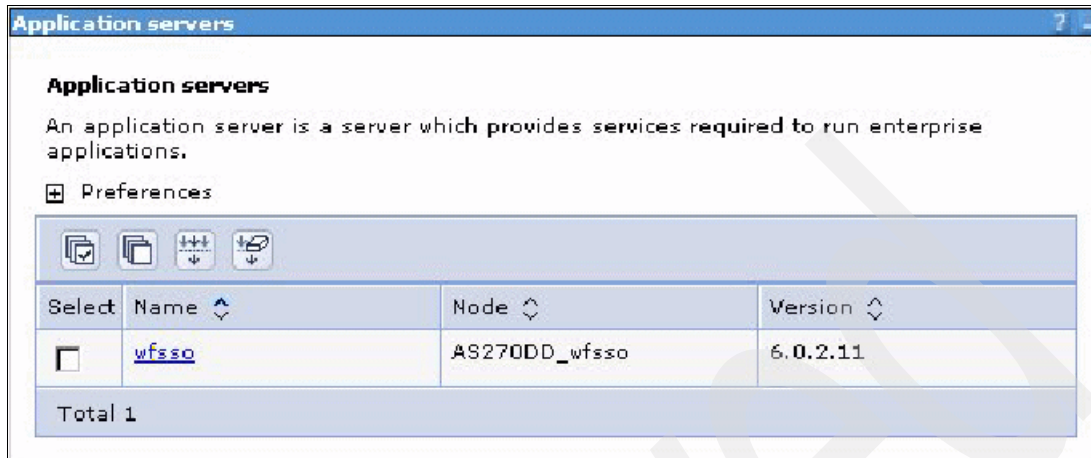 Application servers
Application servers
An application server is a server which provides services required to run enterprise
applications.
Preferences
Select Name Node Version
wfsso AS270DD_wfsso 6.0.2.11
Total 1